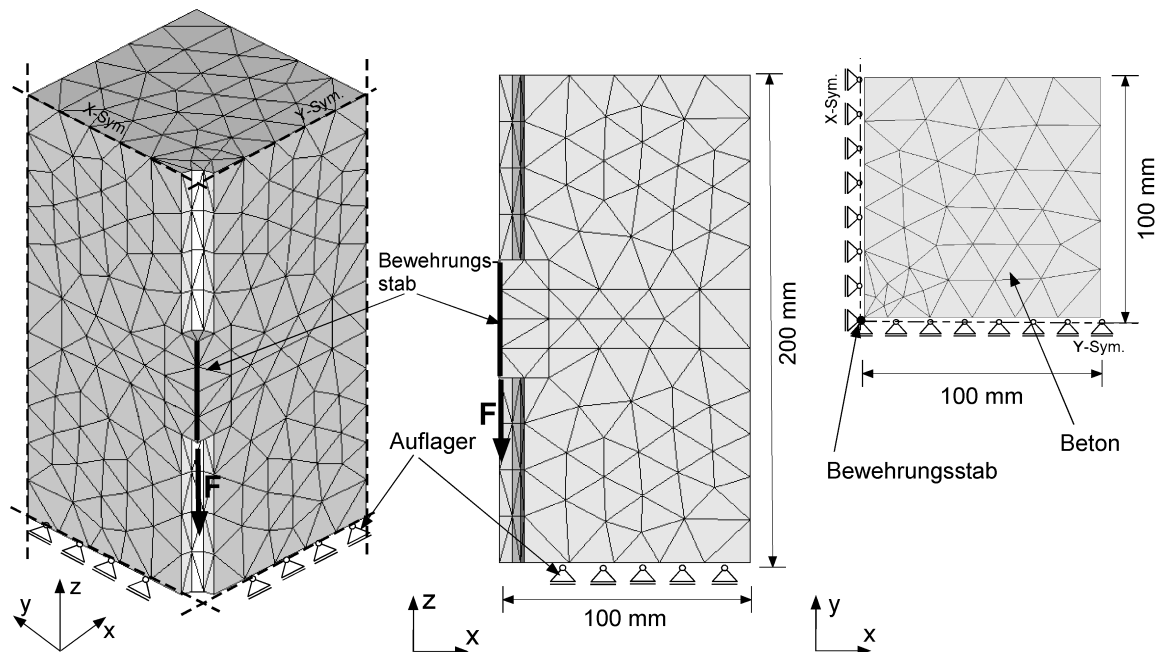 X-Sym.
Y-Sym.
Bewehrungs-
stab
F
Auflager
z
y
x
F
200 mm
100 mm
z
x
X-Sym.
100 mm
Y-Sym.
100 mm
Beton
Bewehrungsstab
y
x